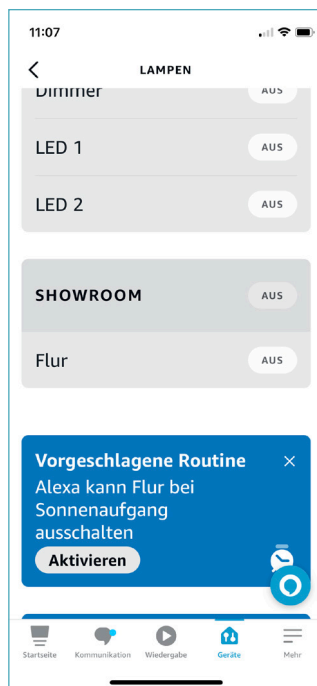 11:07
LAMPEN
Dimmer
AUS
LED 1
AUS
LED 2
AUS
SHOWROOM
AUS
Flur
AUS
Vorgeschlagene Routine
Alexa kann Flur bei
Sonnenaufgang
ausschalten
Aktivieren
Startseite Kommunikation Wiedergabe Geräte Mehr